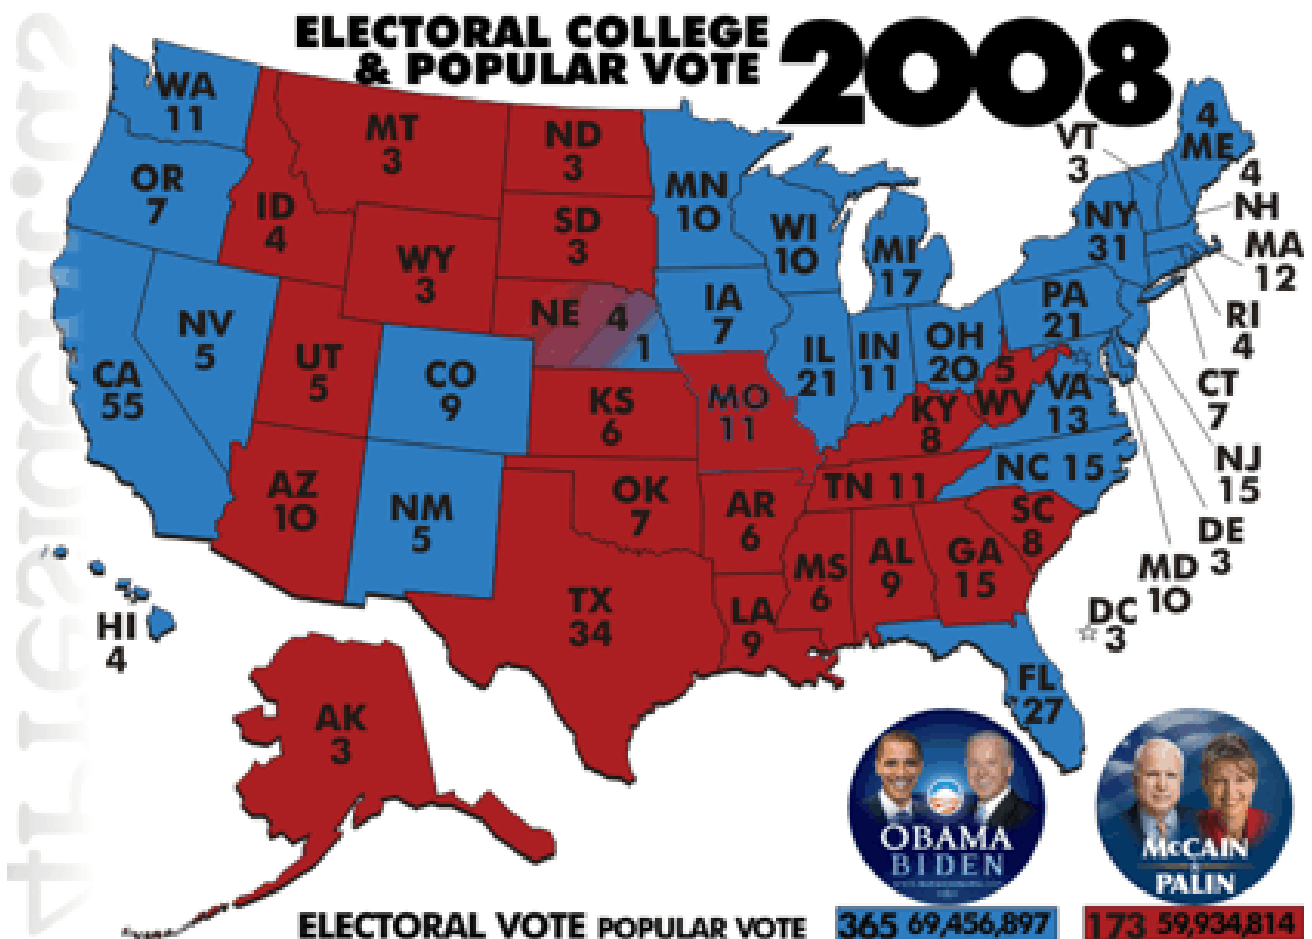 ELECTORAL COLLEGE
& POPULAR VOTE
2008
WA
11
OR
7
ID
4
MT
3
ND
3
SD
3
WY
3
NE 4
1
MN
10
WI
10
MI
17
VT
3
4
ME
4
NH
NY
31
MA
12
RI
4
CT
7
PA
21
NJ
15
DE
3
MD
10
DC
3
NV
5
CA
55
UT
5
CO
9
KS
6
IA
7
MO
11
IL
21
IN
11
OH
20
5
WV
VA
13
KY
8
NC 15
TN 11
SC
8
AZ
10
NM
5
OK
7
AR
6
MS
6
AL
9
GA
15
TX
34
LA
9
FL
27
HI
4
AK
3
OBAMA
BIDEN
McCAIN
PALIN
ELECTORAL VOTE POPULAR VOTE
365 69,456,897
173 59,934,814